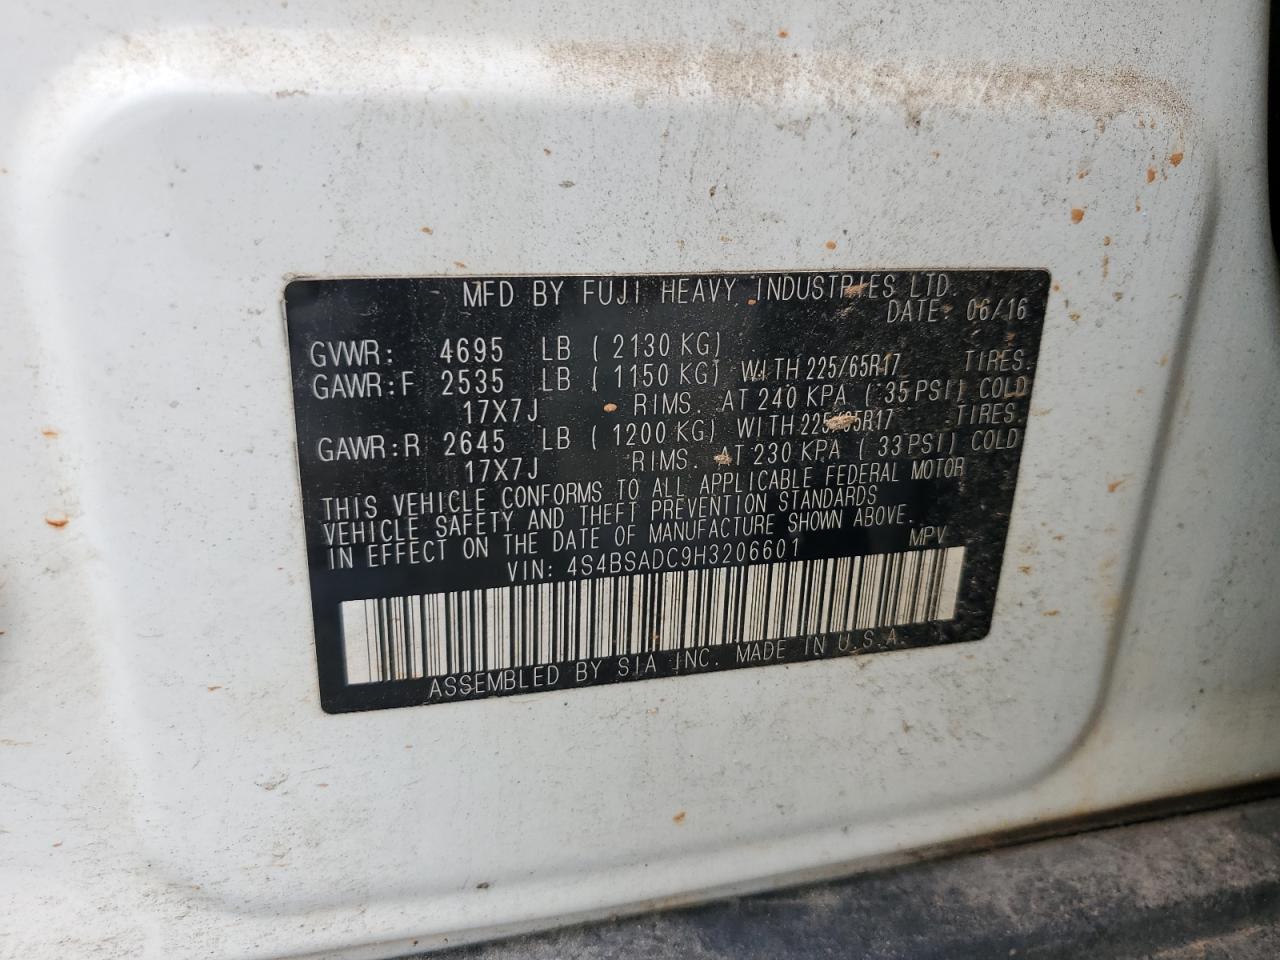 MFD BY FUJI HEAVY INDUSTRIES LTD.
DATE: 06/16
GVWR: 4695 LB ( 2130 KG)
GAWR:F 2535 LB ( 1150 KG) WITH 225/65R17 TIRES.
17X7J RIMS. AT 240 KPA ( 35 PSI) COLD
GAWR:R 2645 LB ( 1200 KG) WITH 225/65R17 TIRES.
17X7J RIMS. AT 230 KPA ( 33 PSI) COLD
THIS VEHICLE CONFORMS TO ALL APPLICABLE FEDERAL MOTOR
VEHICLE SAFETY AND THEFT PREVENTION STANDARDS
IN EFFECT ON THE DATE OF MANUFACTURE SHOWN ABOVE.
VIN: 4S4BSADC9H3206601 MPV
ASSEMBLED BY SIA INC. MADE IN U.S.A.